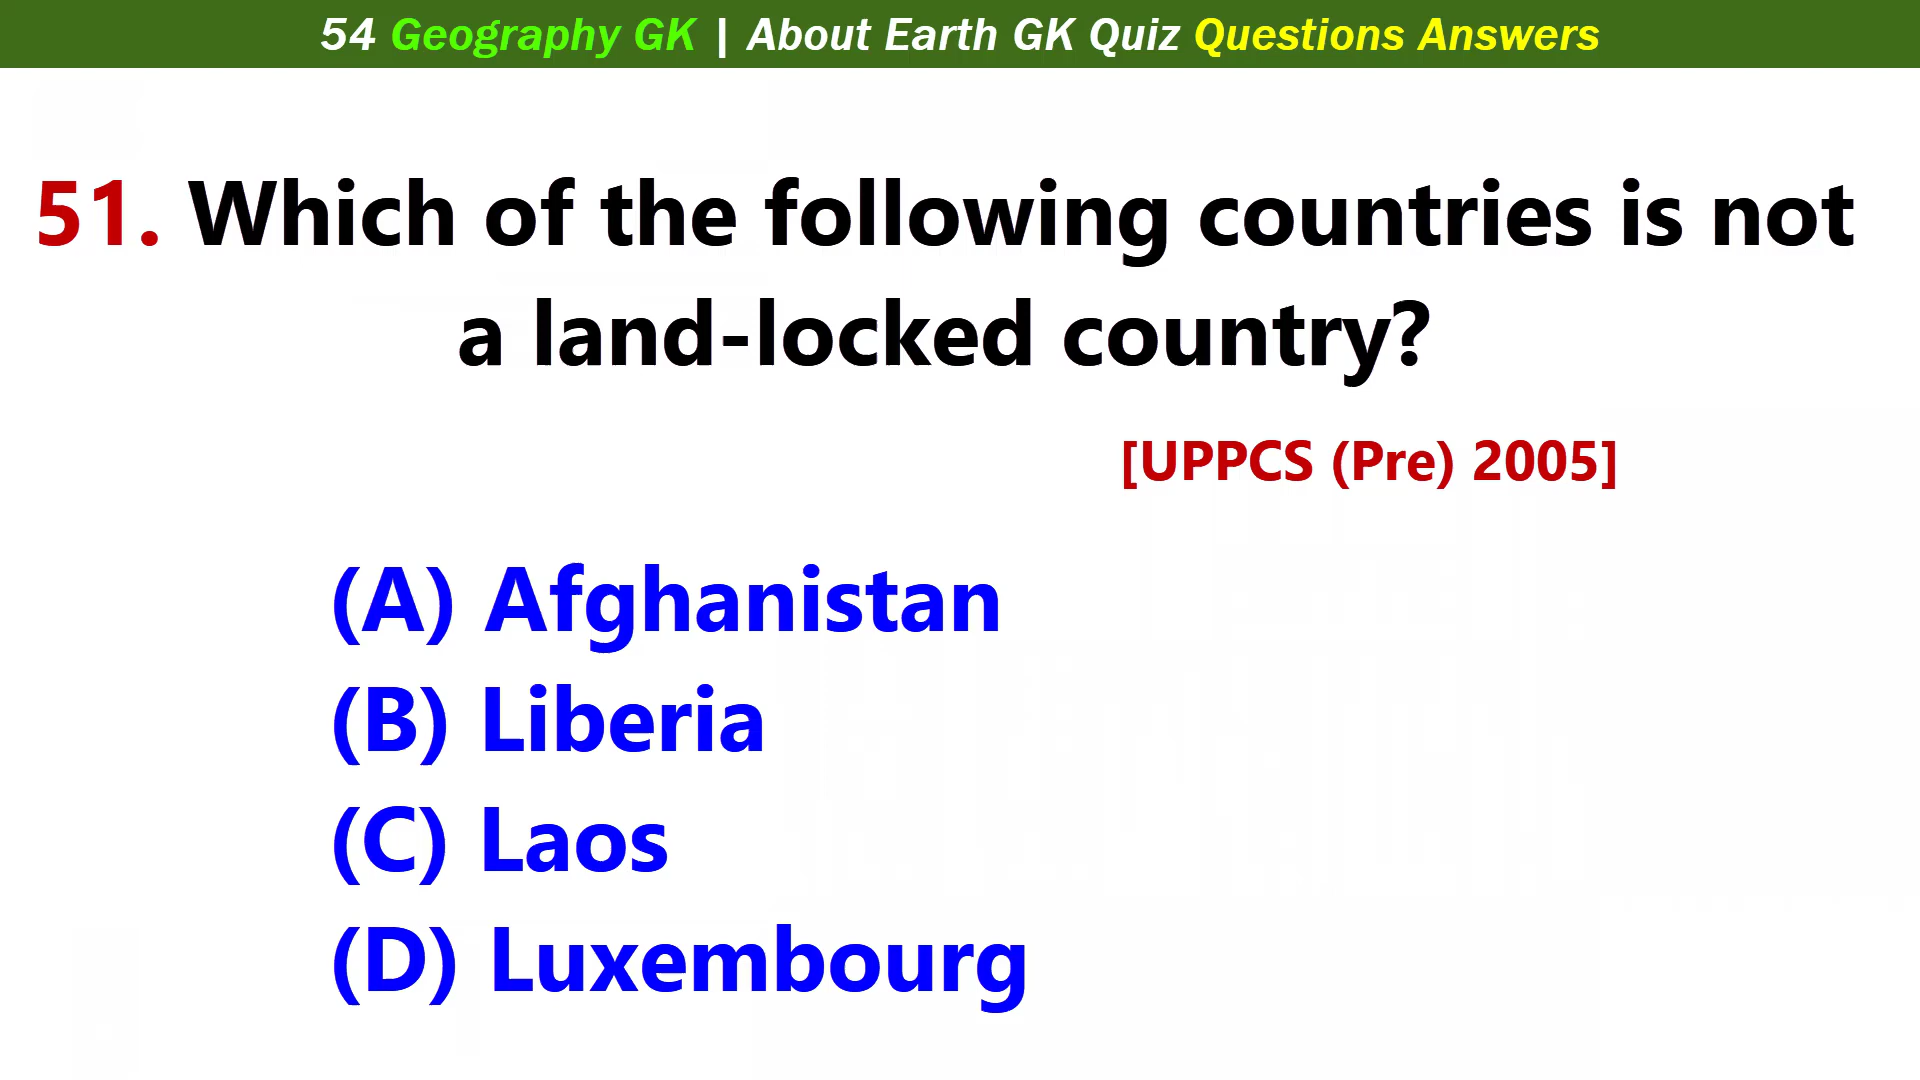 54 Geography GK | About Earth GK Quiz Questions Answers
51. Which of the following countries is not
a land-locked country?
[UPPCS (Pre) 2005]
(A) Afghanistan
(B) Liberia
(C) Laos
(D) Luxembourg